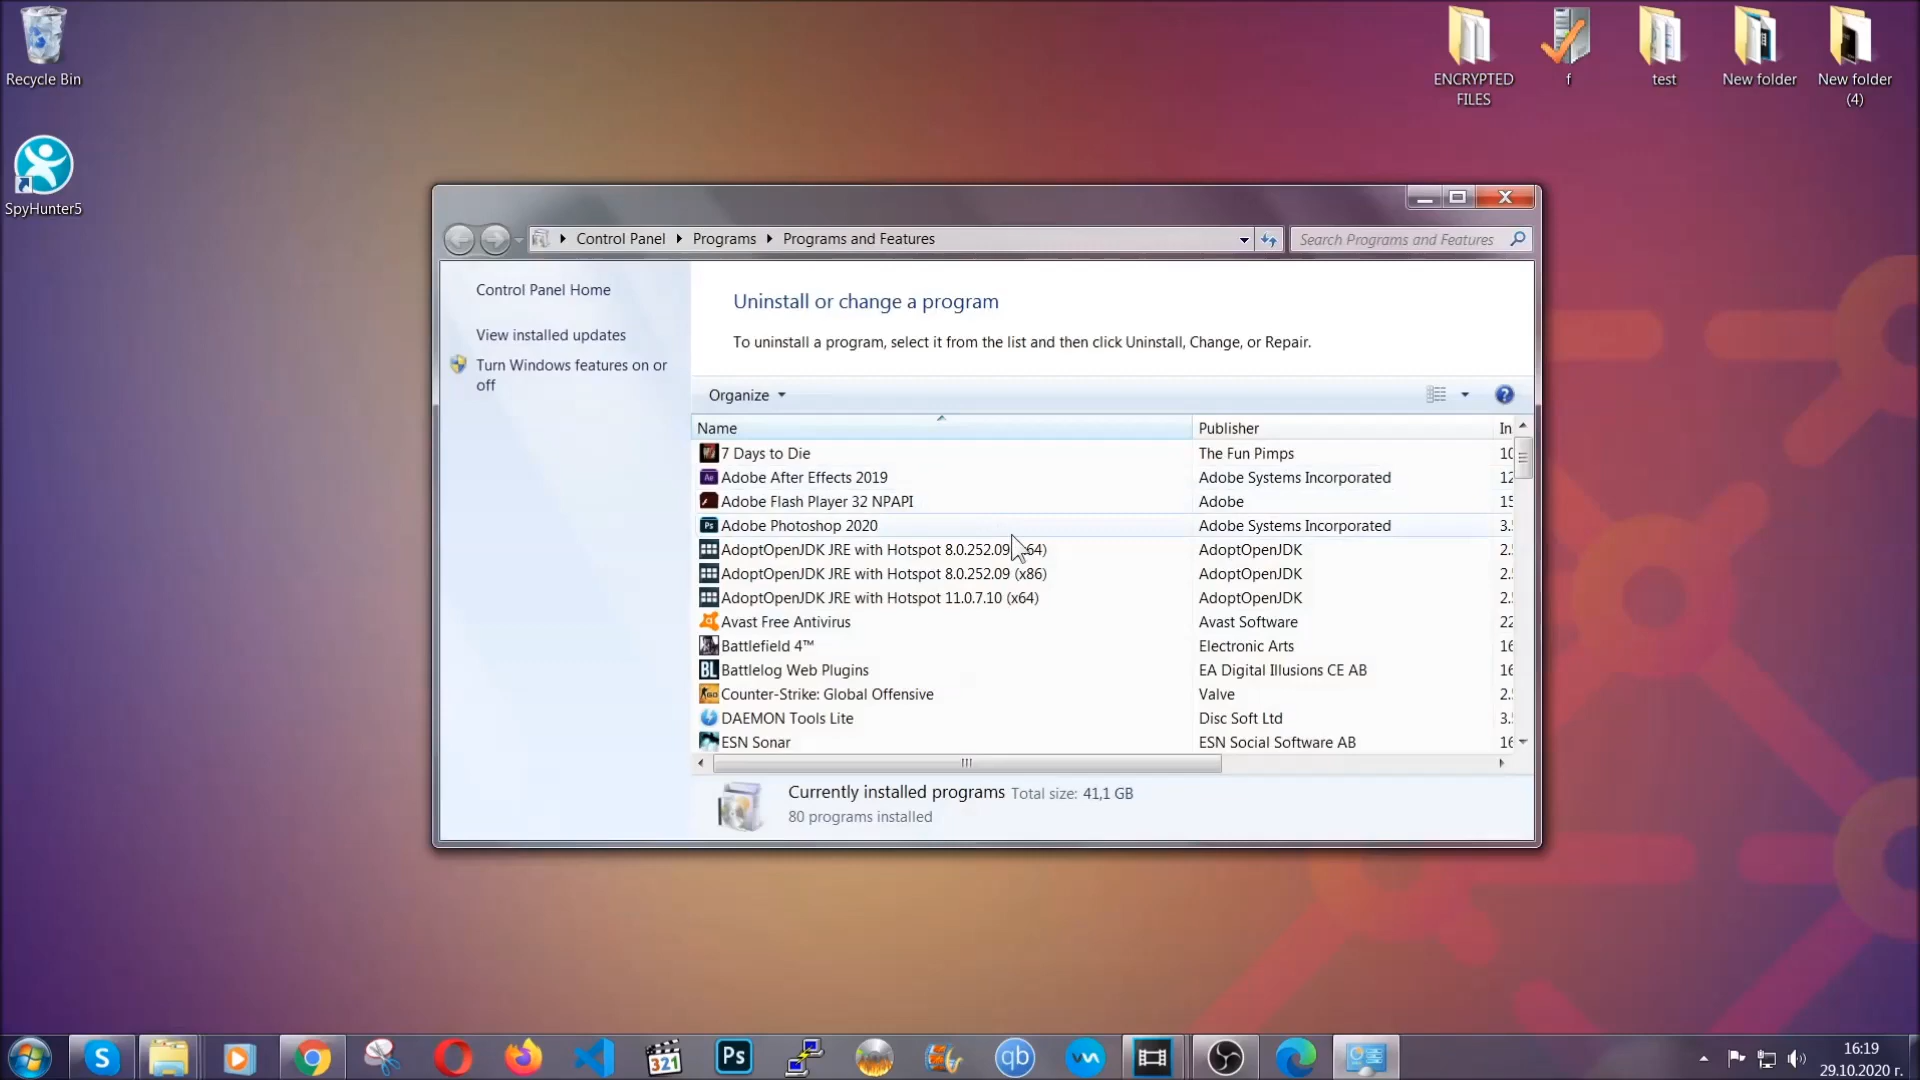 Recycle Bin
SpyHunter5
ENCRYPTED
FILES
f
test
New folder
New folder
(4)
Control Panel
Programs
Programs and Features
Search Programs and Features
Control Panel Home
View installed updates
Turn Windows features on or
off
Uninstall or change a program
To uninstall a program, select it from the list and then click Uninstall, Change, or Repair.
Organize
Name Publisher In
7 Days to Die The Fun Pimps 10
Adobe After Effects 2019 Adobe Systems Incorporated 12
Adobe Flash Player 32 NPAPI Adobe 15
Adobe Photoshop 2020 Adobe Systems Incorporated 3.
AdoptOpenJDK JRE with Hotspot 8.0.252.09 x64) AdoptOpenJDK 2.
AdoptOpenJDK JRE with Hotspot 8.0.252.09 (x86) AdoptOpenJDK 2.
AdoptOpenJDK JRE with Hotspot 11.0.7.10 (x64) AdoptOpenJDK 2.
Avast Free Antivirus Avast Software 22
Battlefield 4™ Electronic Arts 16
BL Battlelog Web Plugins EA Digital Illusions CE AB 16
Counter-Strike: Global Offensive Valve 2.
DAEMON Tools Lite Disc Soft Ltd 3.
ESN Sonar ESN Social Software AB 16
Currently installed programs Total size: 41,1 GB
80 programs installed
S
321
Ps
qb
16:19
29.10.2020 г.